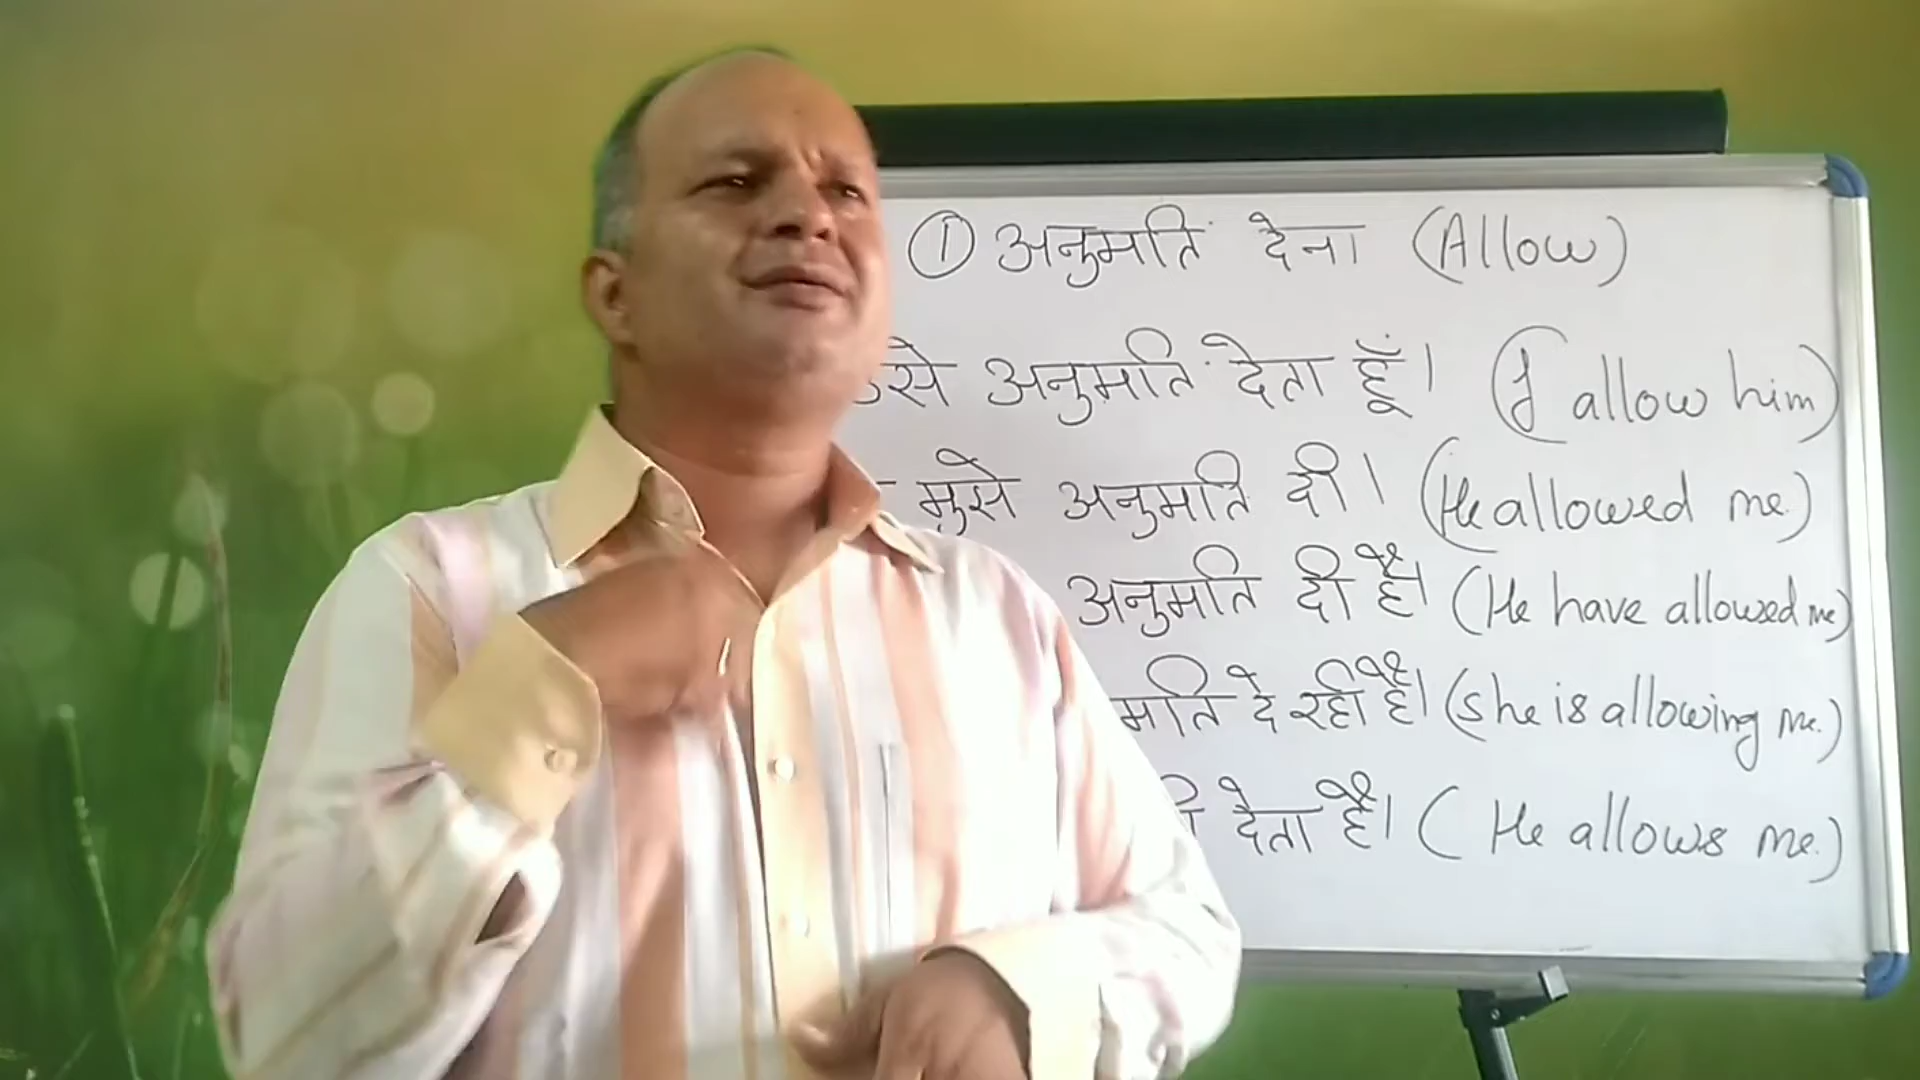 ① अनुमति देना (Allow)
उसे अनुमति देता हूँ। (I allow him)
मुसे अनुमति दी। (He allowed me.)
अनुमति दी है। (He have allowed me)
मति दे रही है। (She is allowing me.)
देता है। ( He allows me.)